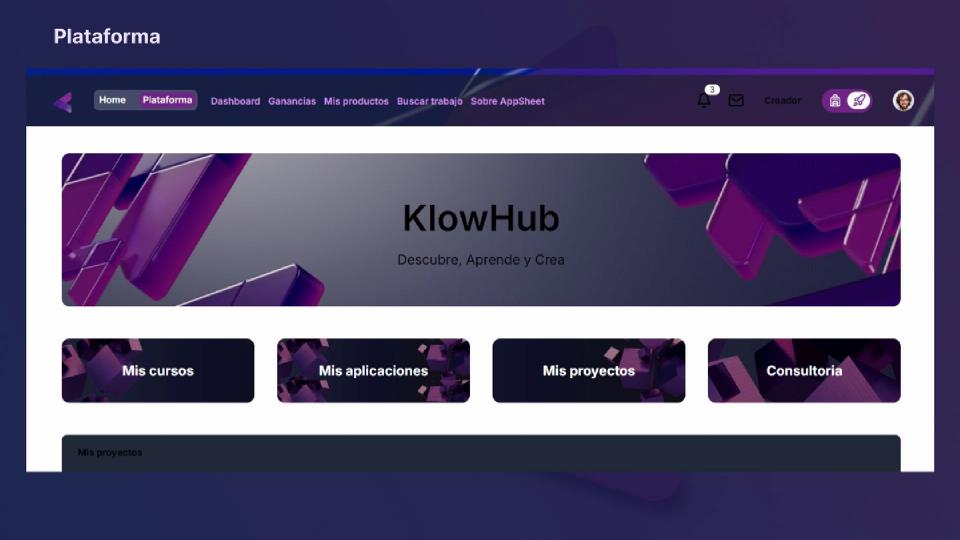 Plataforma
Home Plataforma Dashboard Ganancias Mis productos Buscar trabajo Sobre AppSheet 3 Creador
KlowHub
Descubre, Aprende y Crea
Mis cursos Mis aplicaciones Mis proyectos Consultoria
Mis proyectos